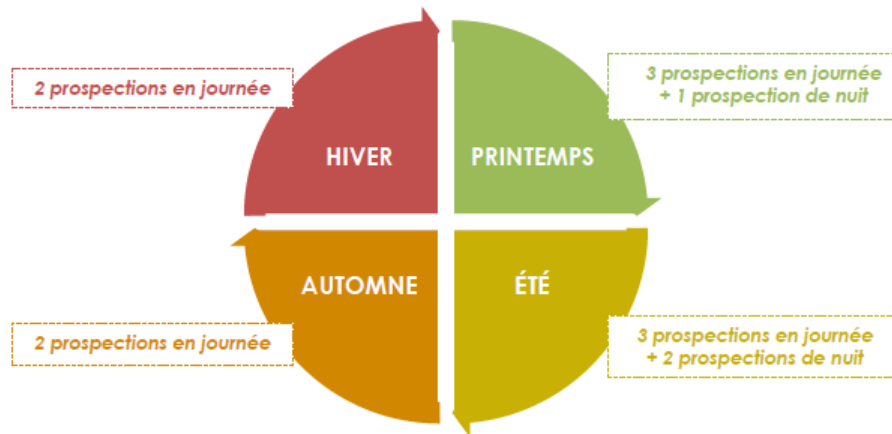 2 prospections en journée
HIVER
PRINTEMPS
3 prospections en journée
+ 1 prospection de nuit
AUTOMNE
ÉTÉ
2 prospections en journée
3 prospections en journée
+ 2 prospections de nuit